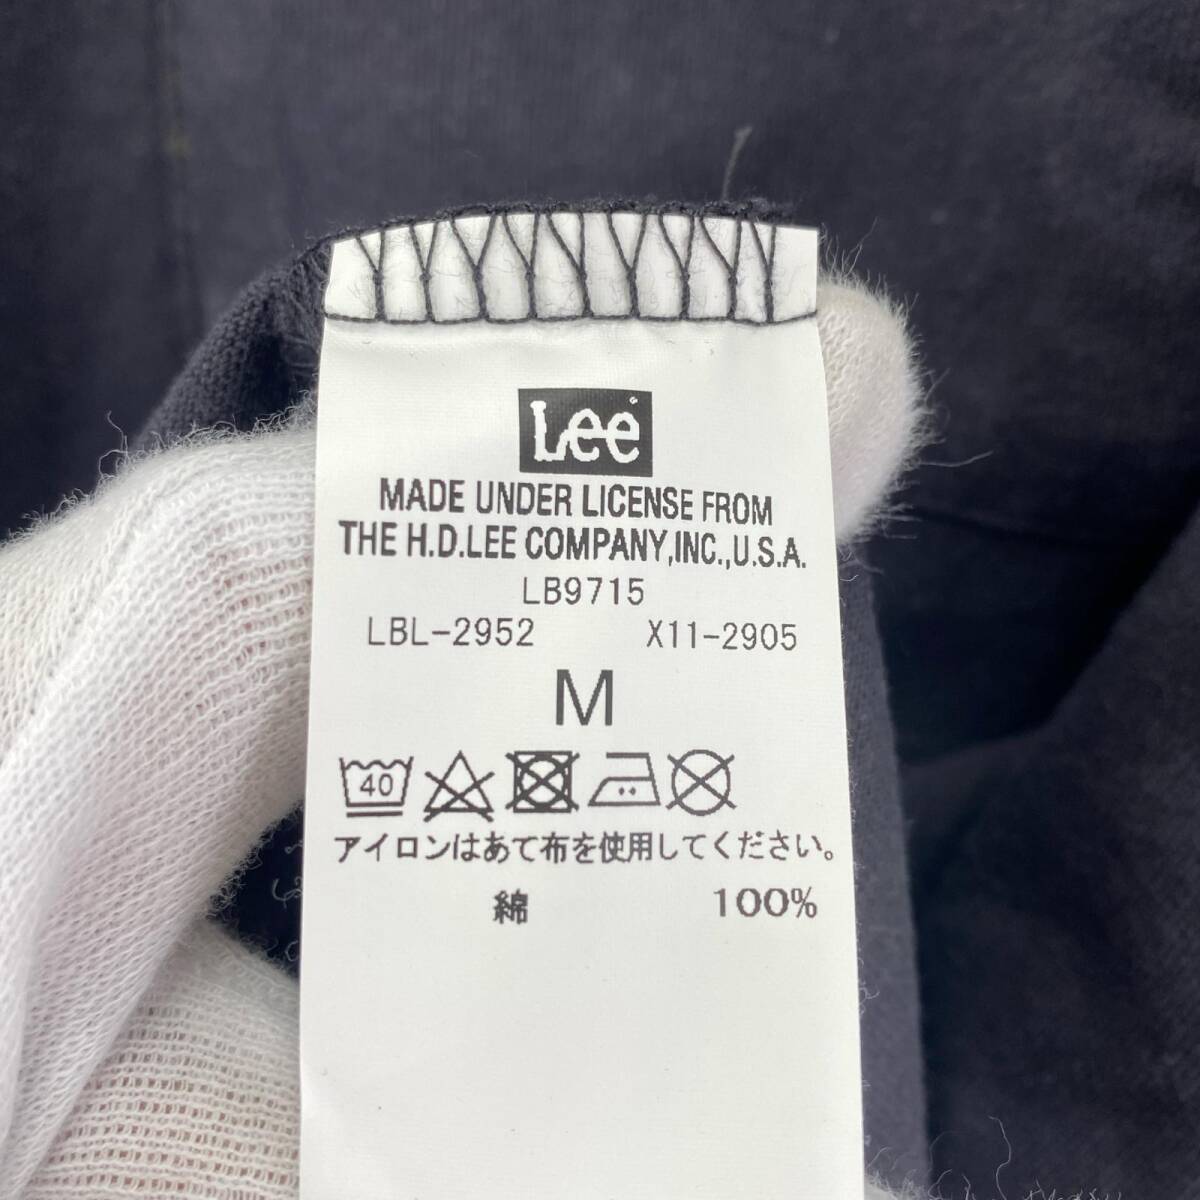 Lee
MADE UNDER LICENSE FROM
THE H.D.LEE COMPANY,INC.,U.S.A.
LB9715
LBL-2952 X11-2905
M
40
アイロンはあて布を使用してください。
綿 100%